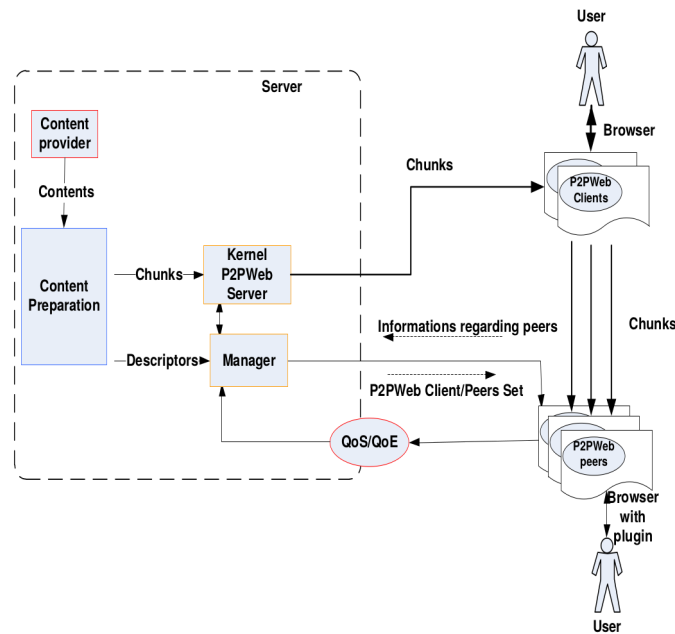 User
Server
Browser
Content
provider
Chunks
P2PWeb
Clients
Contents
Kernel
P2PWeb
Server
Chunks
Content
Preparation
Informations regarding peers
Chunks
Descriptors
Manager
P2PWeb Client/Peers Set
QoS/QoE
P2PWeb
peers
Browser
with
plugin
User